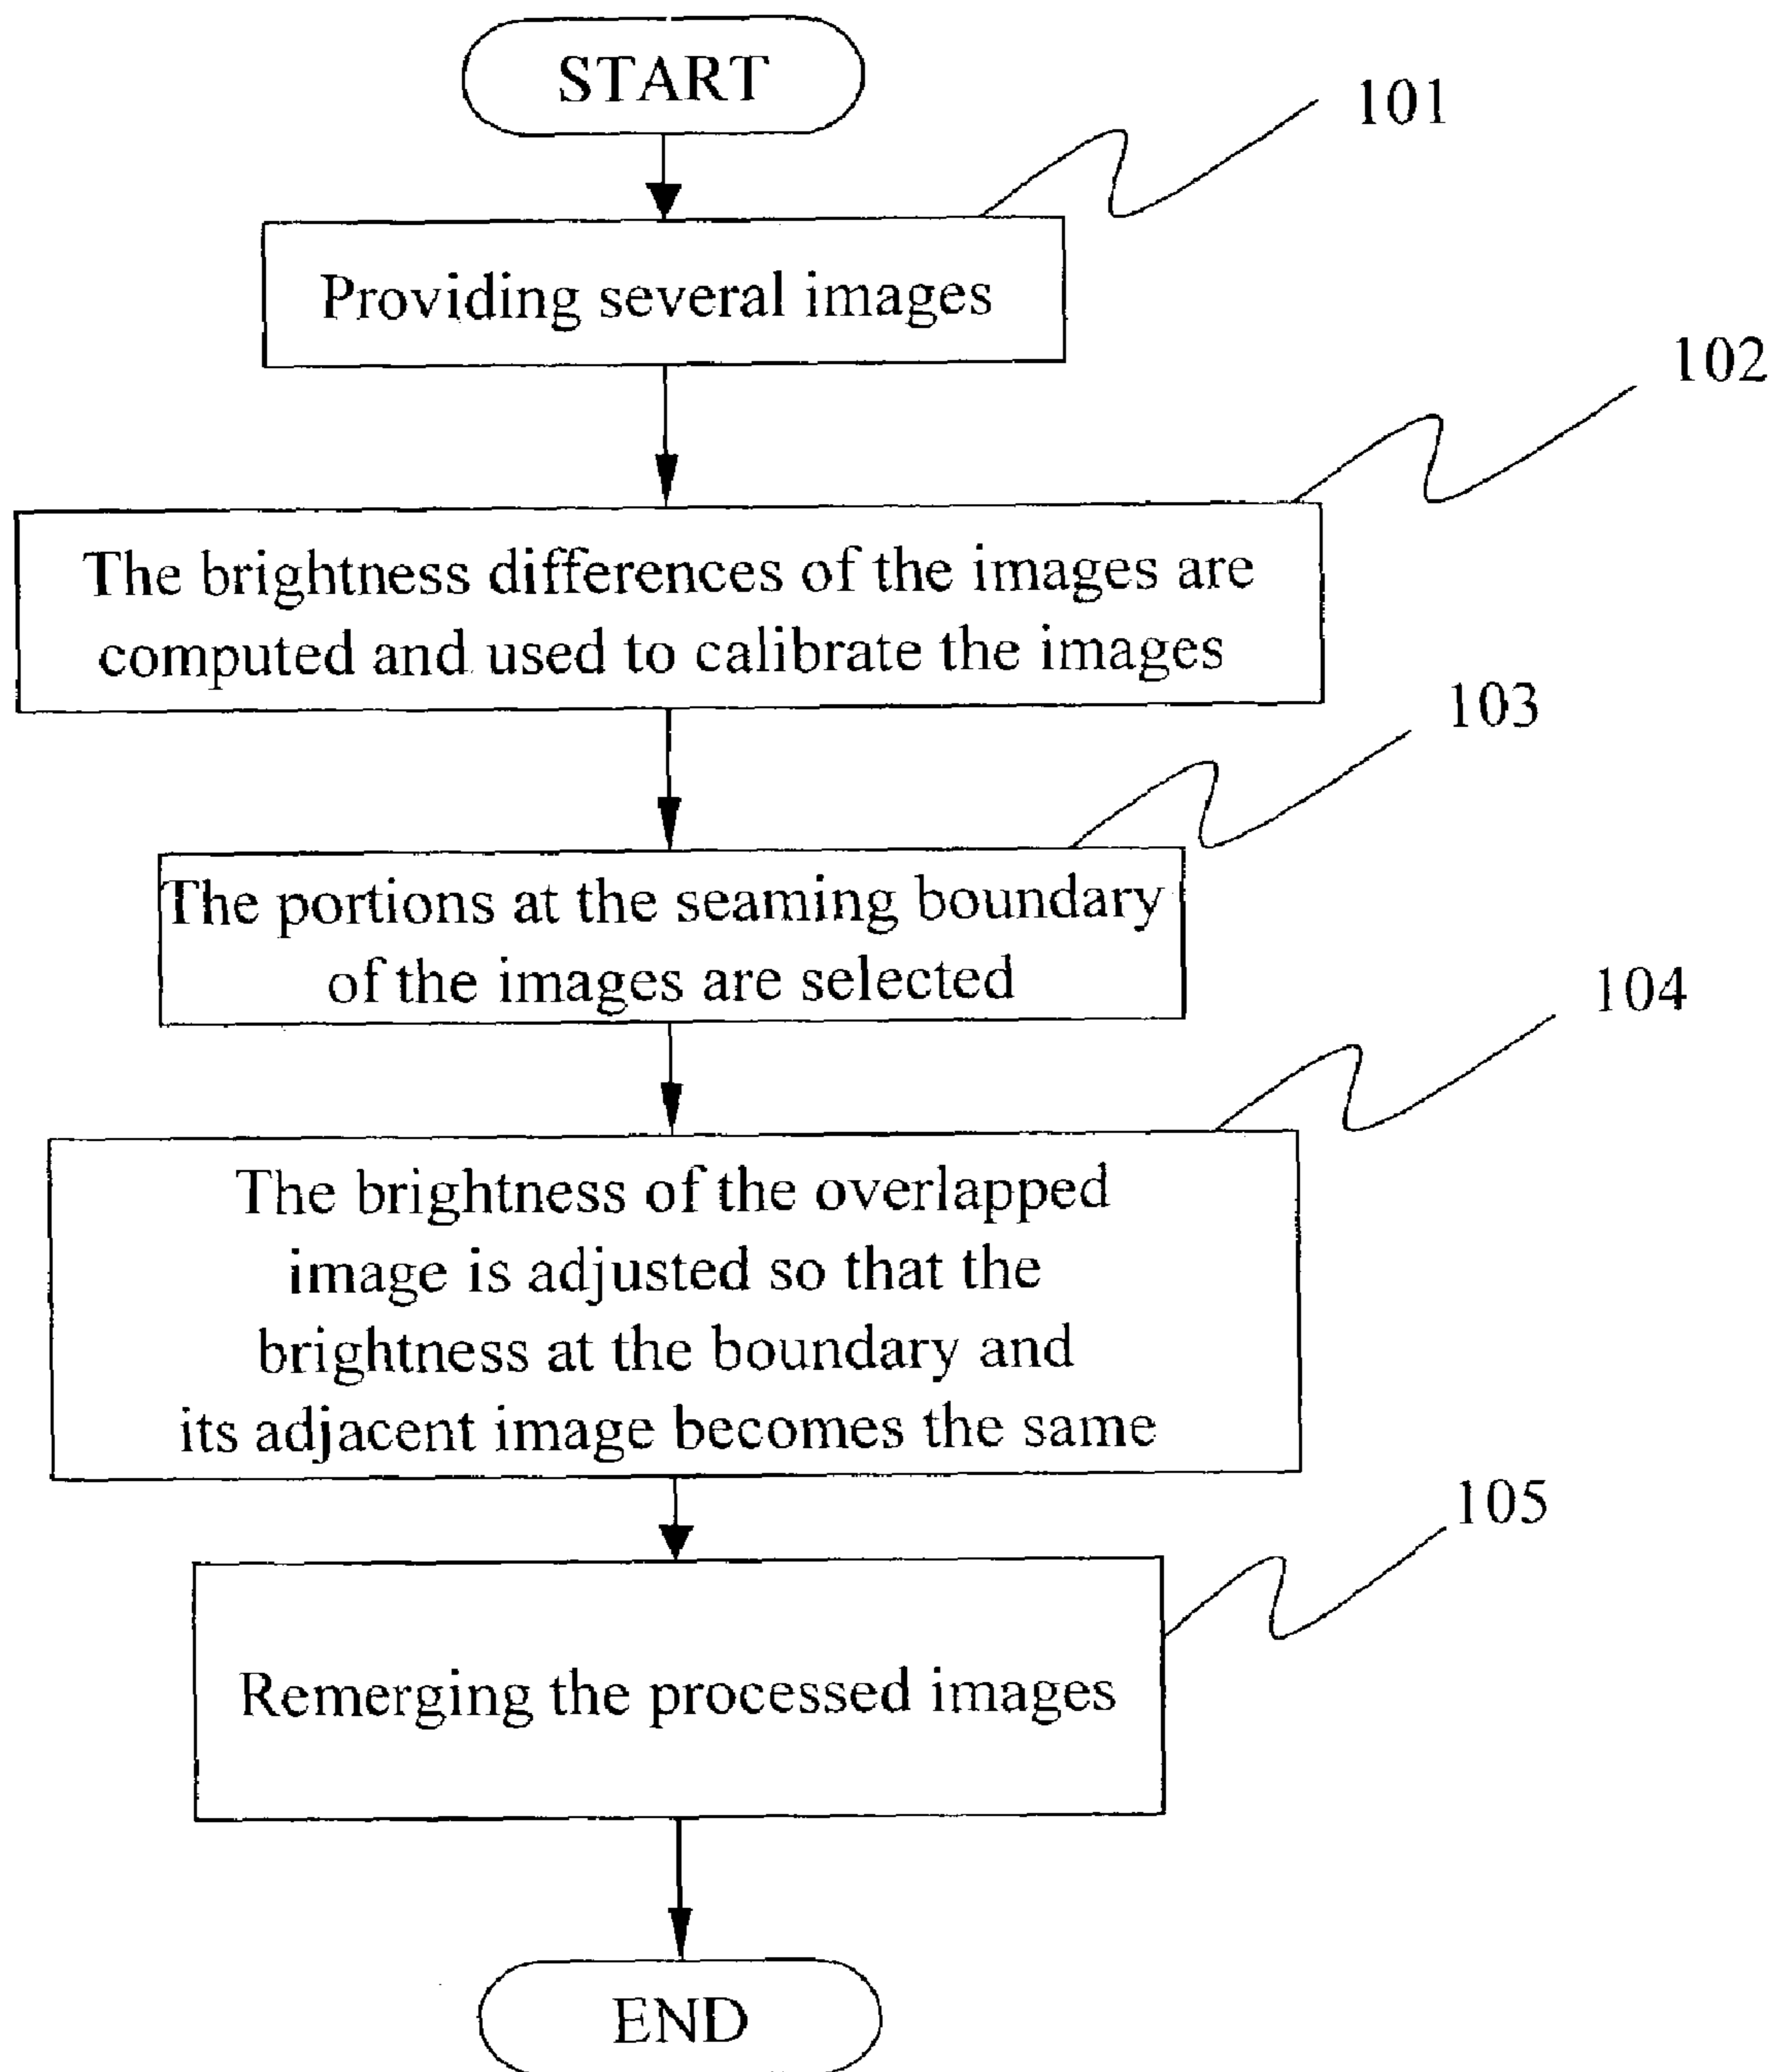 START
101
Providing several images
102
The brightness differences of the images are
computed and used to calibrate the images
103
The portions at the seaming boundary
of the images are selected
104
The brightness of the overlapped
image is adjusted so that the
brightness at the boundary and
its adjacent image becomes the same
105
Remerging the processed images
END